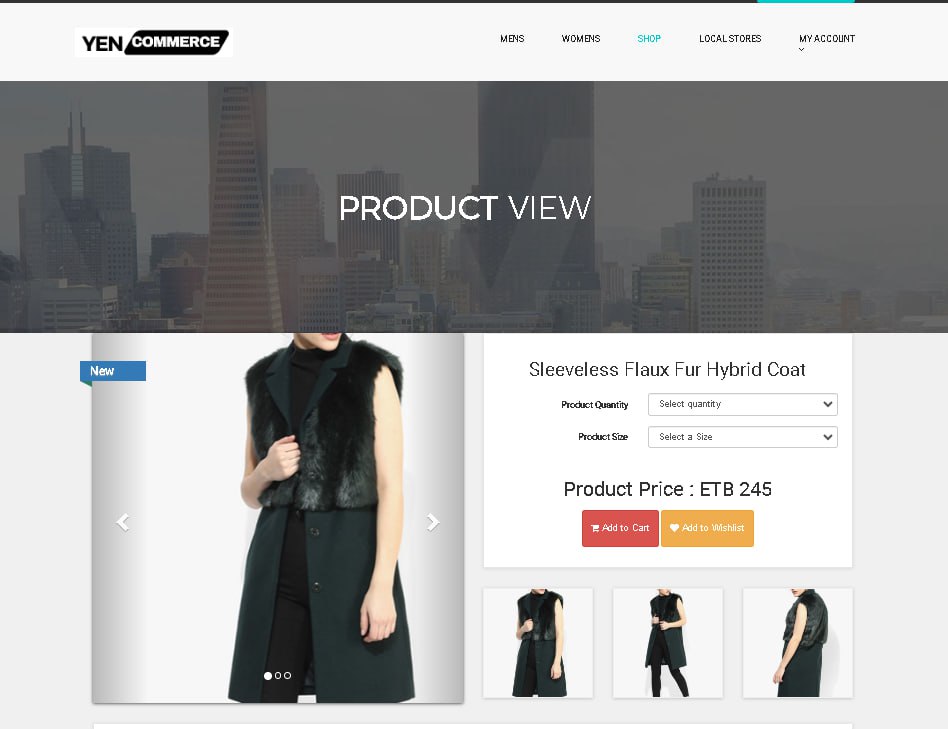 YEN COMMERCE
MENS WOMENS SHOP LOCAL STORES MY ACCOUNT
PRODUCT VIEW
New
Sleeveless Flaux Fur Hybrid Coat
Product Quantity Select quantity
Product Size Select a Size
Product Price : ETB 245
Add to Cart Add to Wishlist